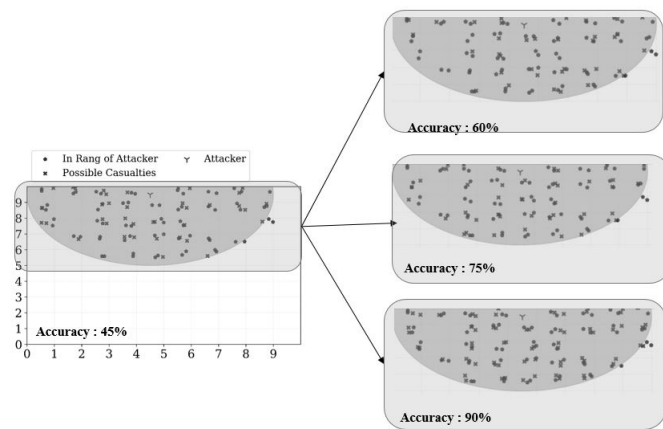 In Rang of Attacker
Attacker
Possible Casualties
9
8
7
6
5
4
3
2
1
0
0 1 2 3 4 5 6 7 8 9
Accuracy : 45%
Accuracy : 60%
Accuracy : 75%
Accuracy : 90%